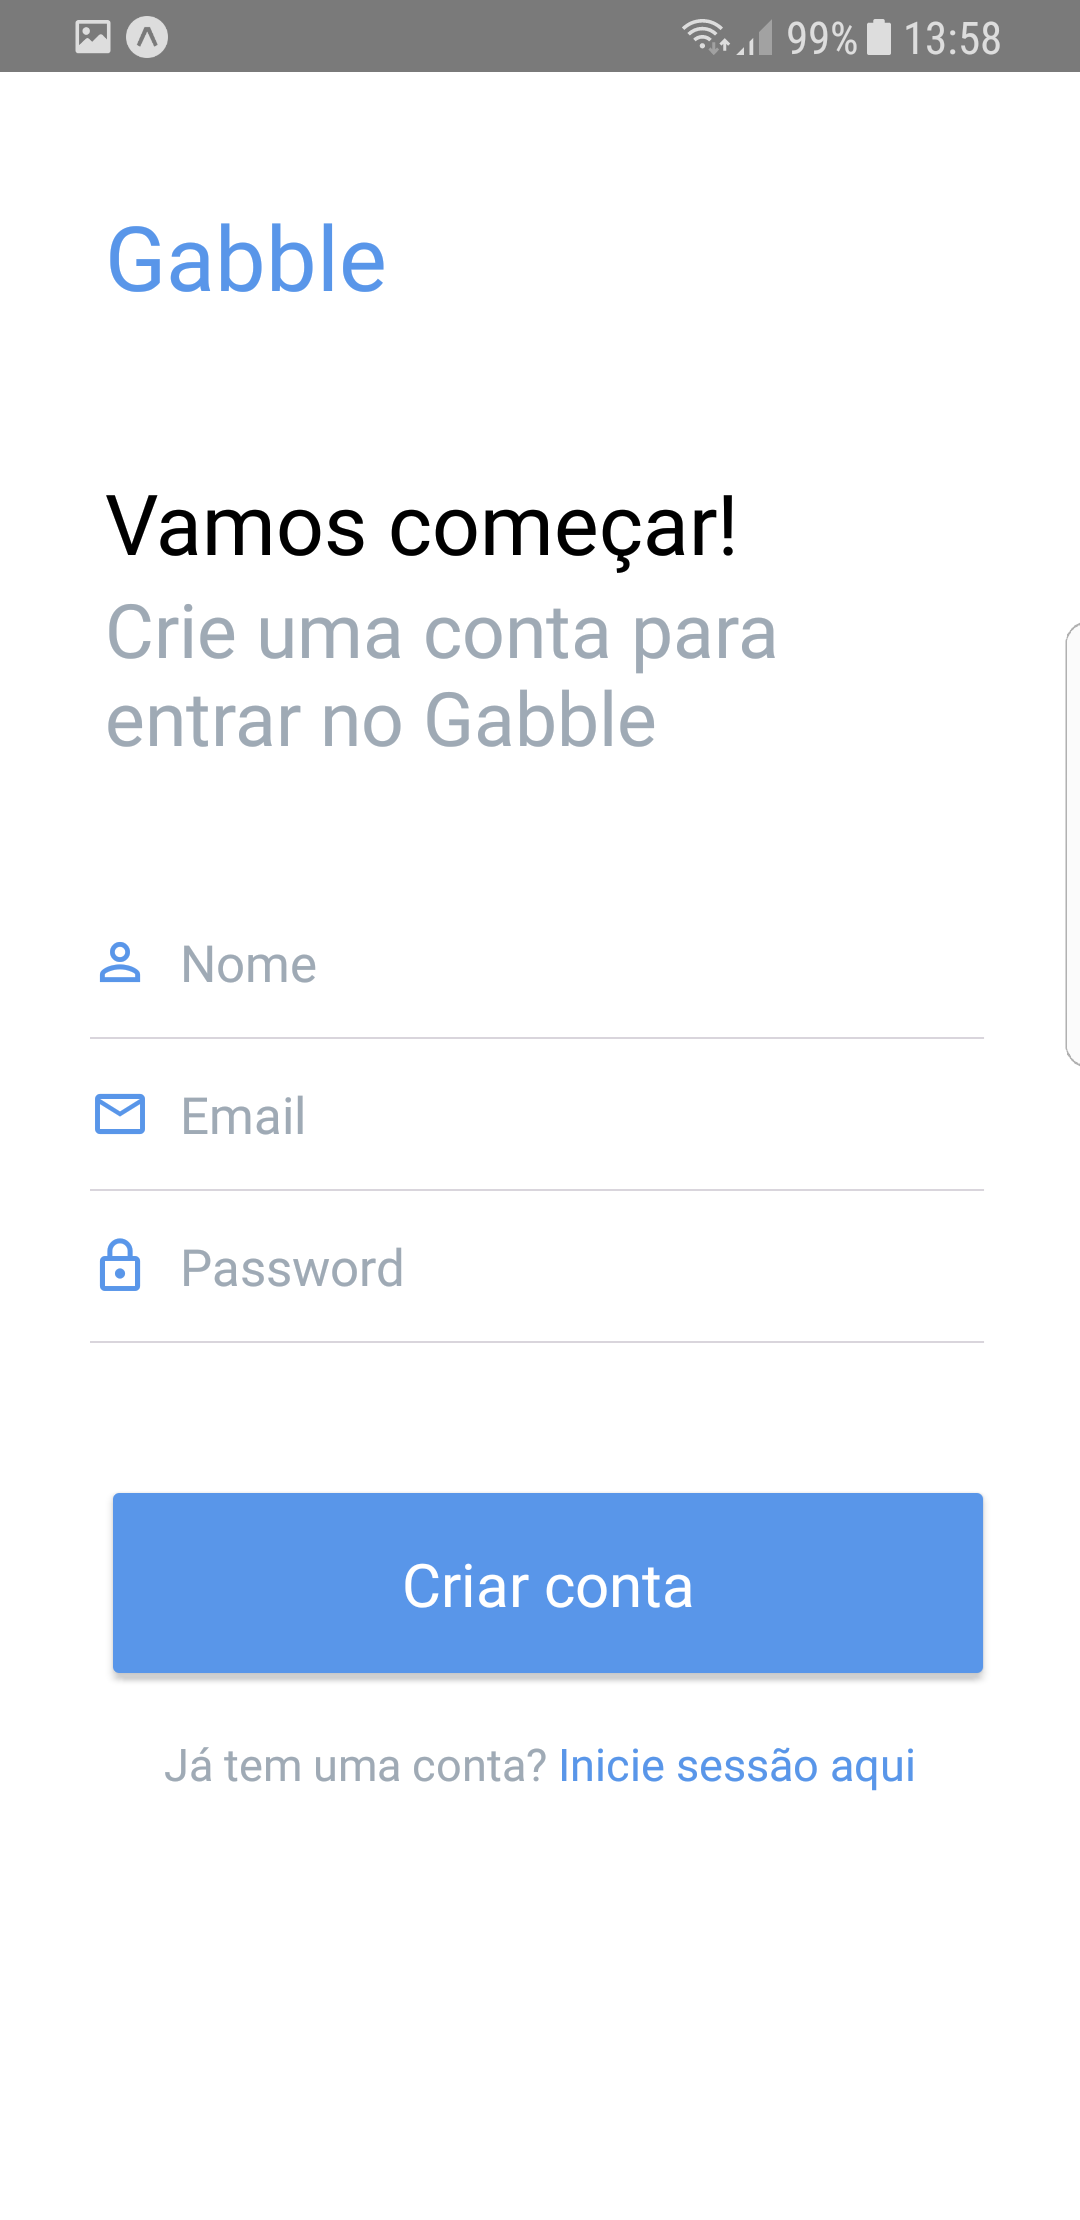 99% 13:58
Gabble
Vamos começar!
Crie uma conta para
entrar no Gabble
Nome
Email
Password
Criar conta
Já tem uma conta? Inicie sessão aqui